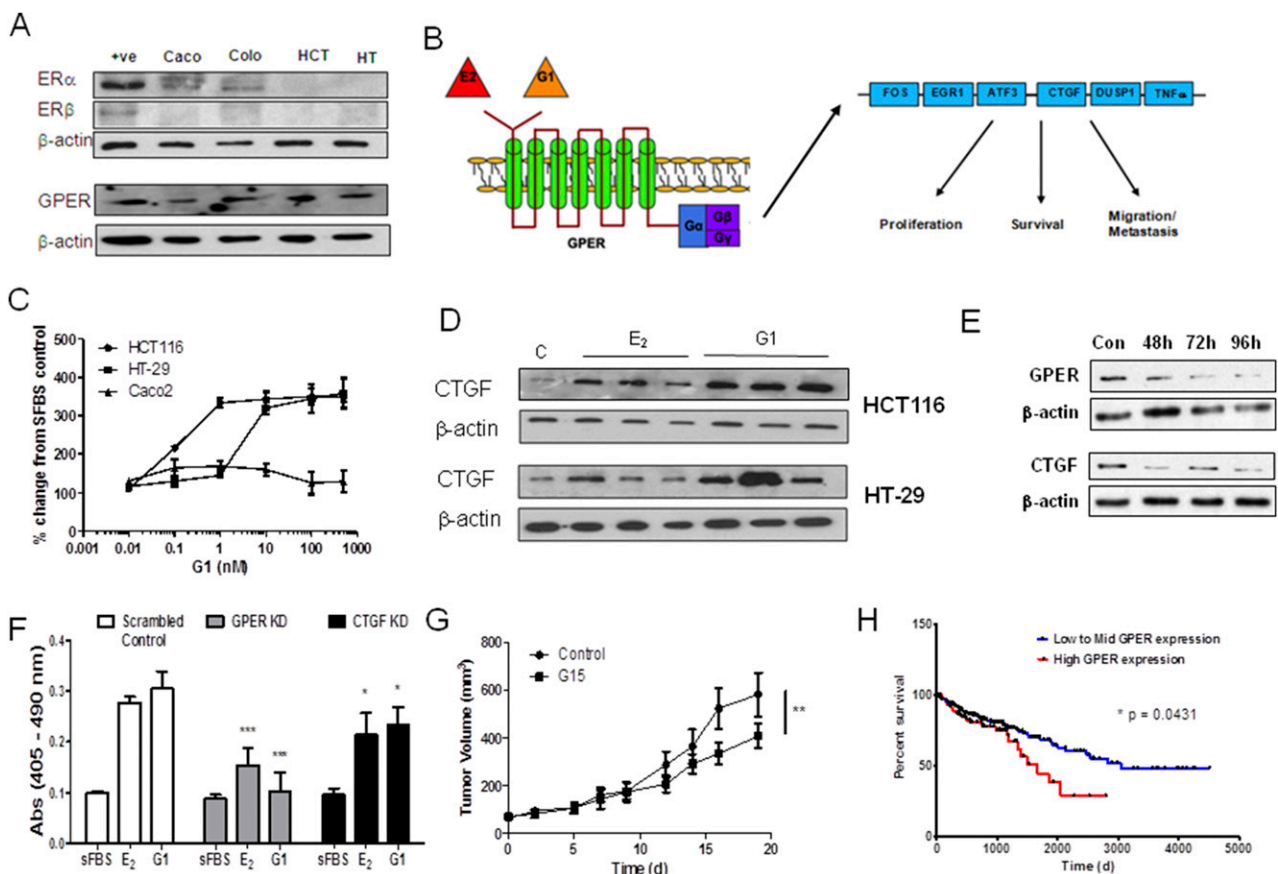 A
+ve Caco Colo HCT HT
ERα
ERβ
β-actin
GPER
β-actin
B
E2 G1
GPER
Gα Gβ Gγ
FOS EGR1 ATF3 CTGF DUSP1 TNFα
Proliferation Survival Migration/
Metastasis
C
% change from SFBS control
500
400
300
200
100
0
HCT116
HT-29
Caco2
0.001 0.01 0.1 1 10 100 1000
G1 (nM)
D
C E2 G1
CTGF
β-actin
HCT116
CTGF
β-actin
HT-29
E
Con 48h 72h 96h
GPER
β-actin
CTGF
β-actin
F
Scrambled Control GPER KD CTGF KD
Abs (405 - 490 nm)
0.4
0.3
0.2
0.1
0.0
*** *** * *
sFBS E2 G1 sFBS E2 G1 sFBS E2 G1
G
Tumor Volume (mm3)
800
600
400
200
0
Control
G15
**
0 5 10 15 20
Time (d)
H
Percent survival
150
100
50
0
Low to Mid GPER expression
High GPER expression
* p = 0.0431
0 1000 2000 3000 4000 5000
Time (d)